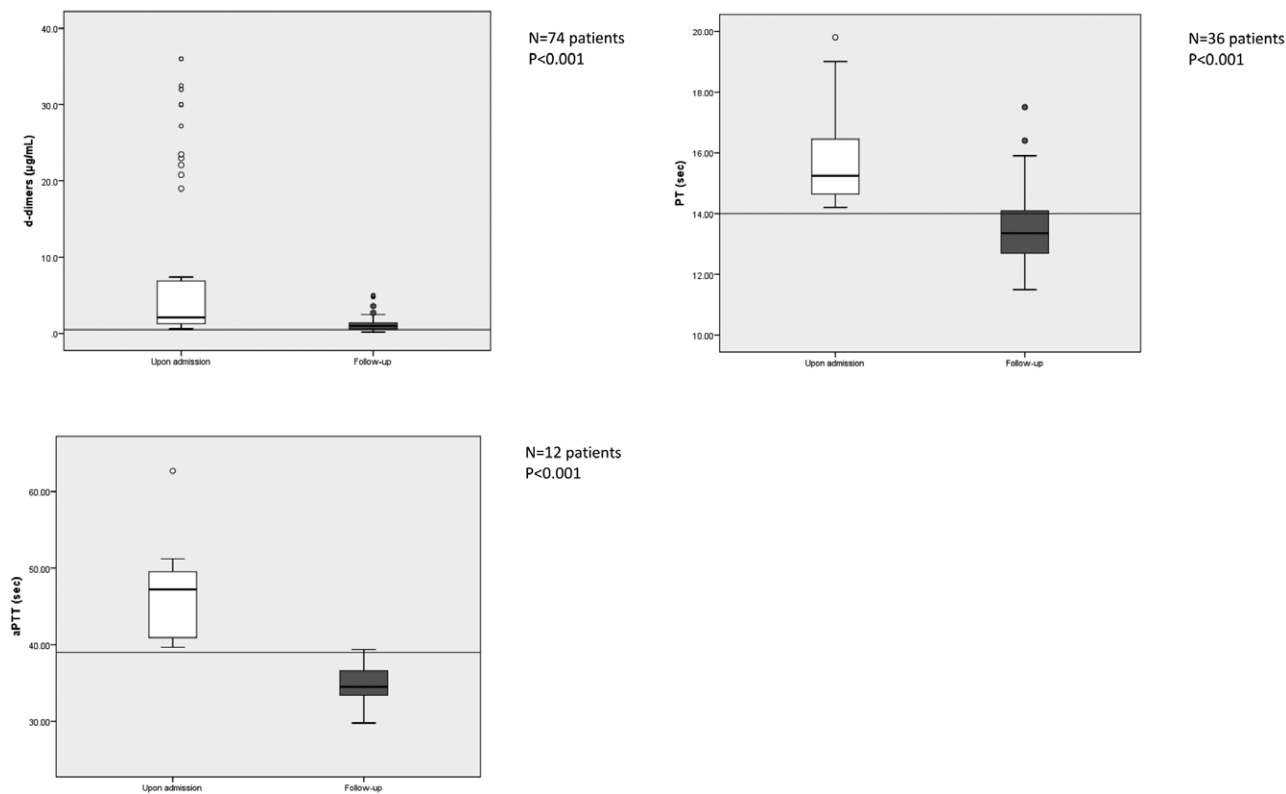 40.0
30.0
20.0
10.0
.0
d-dimers (µg/mL)
Upon admission
Follow-up
N=74 patients
P<0.001
20.00
18.00
16.00
14.00
12.00
10.00
PT (sec)
Upon admission
Follow-up
N=36 patients
P<0.001
60.00
50.00
40.00
30.00
aPTT (sec)
Upon admission
Follow-up
N=12 patients
P<0.001